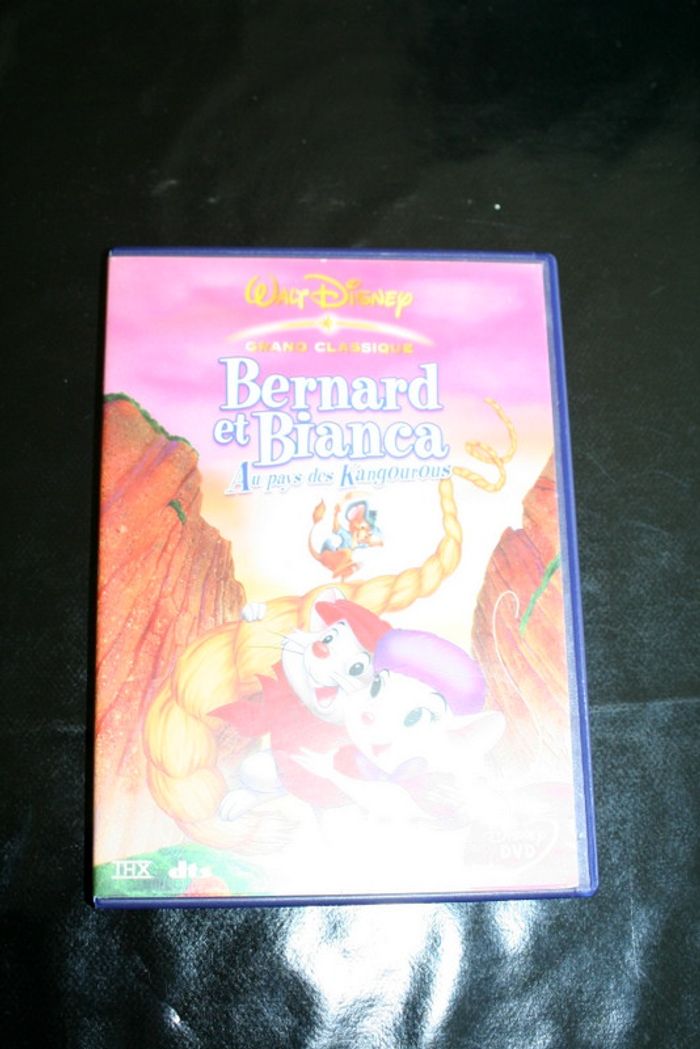 WALT DISNEY
GRAND CLASSIQUE
Bernard
et Bianca
Au pays des Kangourous
THX dts
DISNEY
DVD